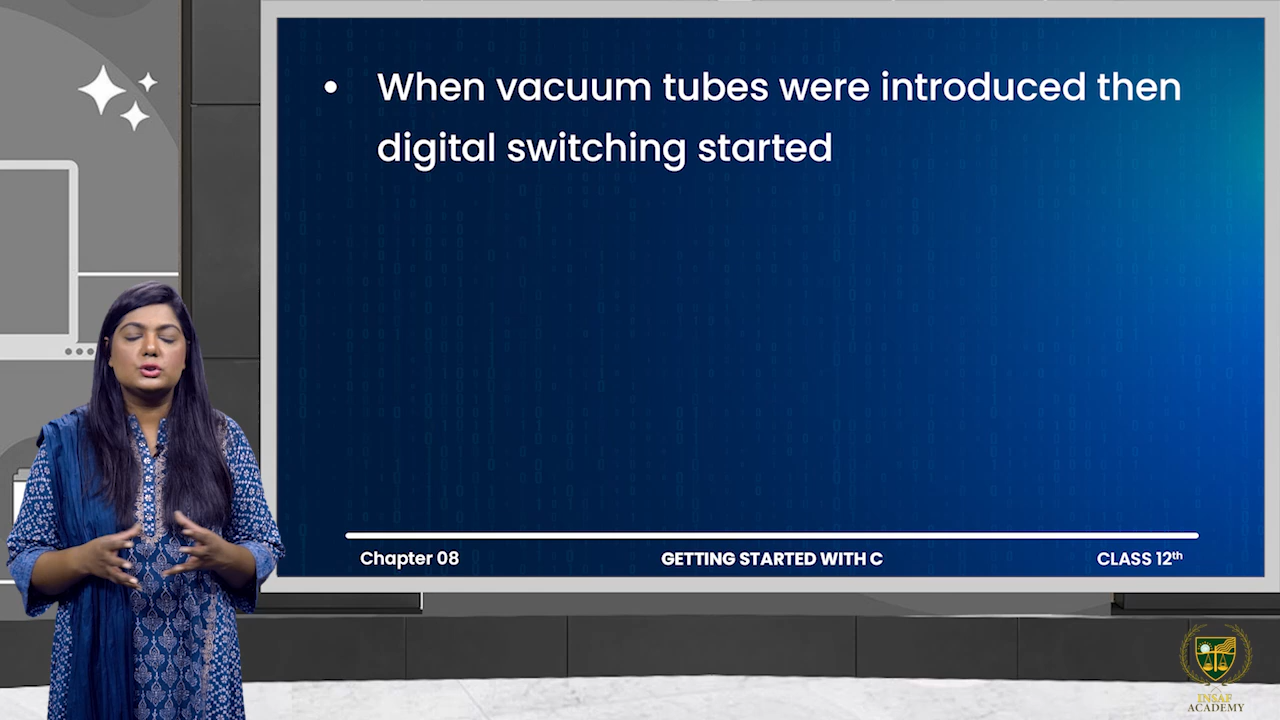 • When vacuum tubes were introduced then
digital switching started
Chapter 08 GETTING STARTED WITH C CLASS 12th
INSAF
ACADEMY